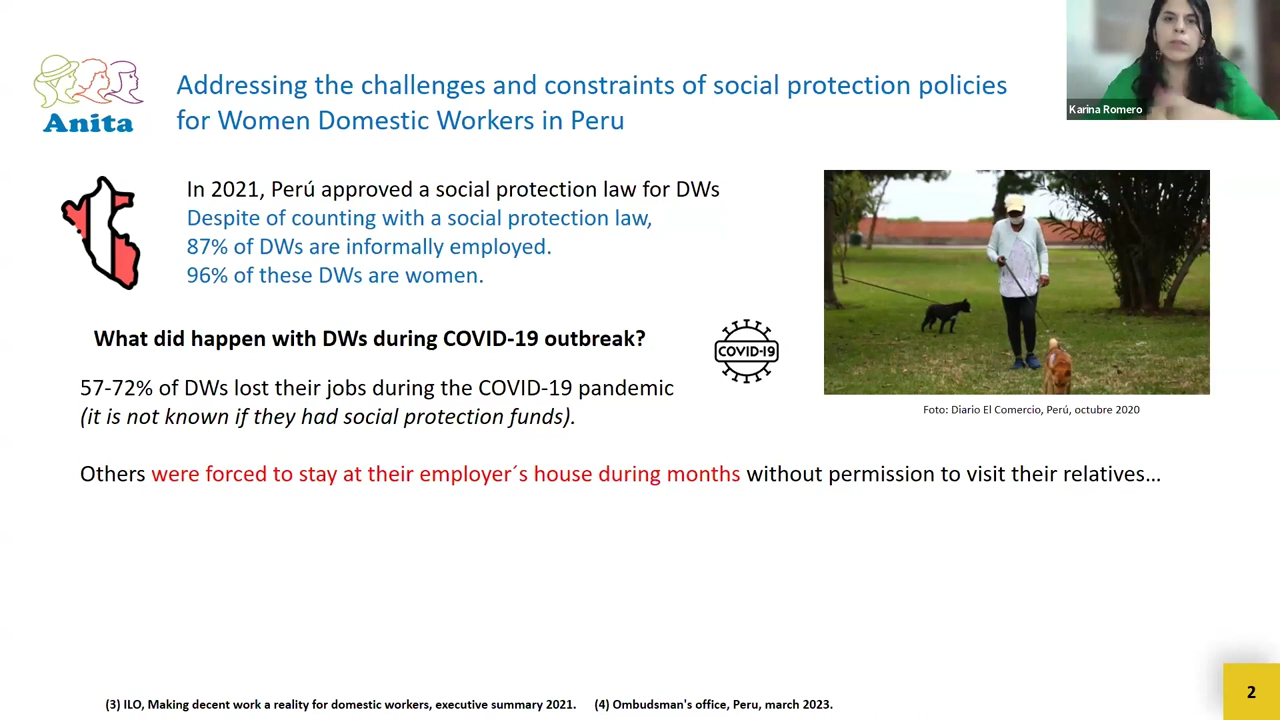 Karina Romero
Anita
Addressing the challenges and constraints of social protection policies
for Women Domestic Workers in Peru
In 2021, Perú approved a social protection law for DWs
Despite of counting with a social protection law,
87% of DWs are informally employed.
96% of these DWs are women.
What did happen with DWs during COVID-19 outbreak?
COVID-19
57-72% of DWs lost their jobs during the COVID-19 pandemic
(it is not known if they had social protection funds).
Foto: Diario El Comercio, Perú, octubre 2020
Others were forced to stay at their employer´s house during months without permission to visit their relatives…
(3) ILO, Making decent work a reality for domestic workers, executive summary 2021. (4) Ombudsman's office, Peru, march 2023.
2